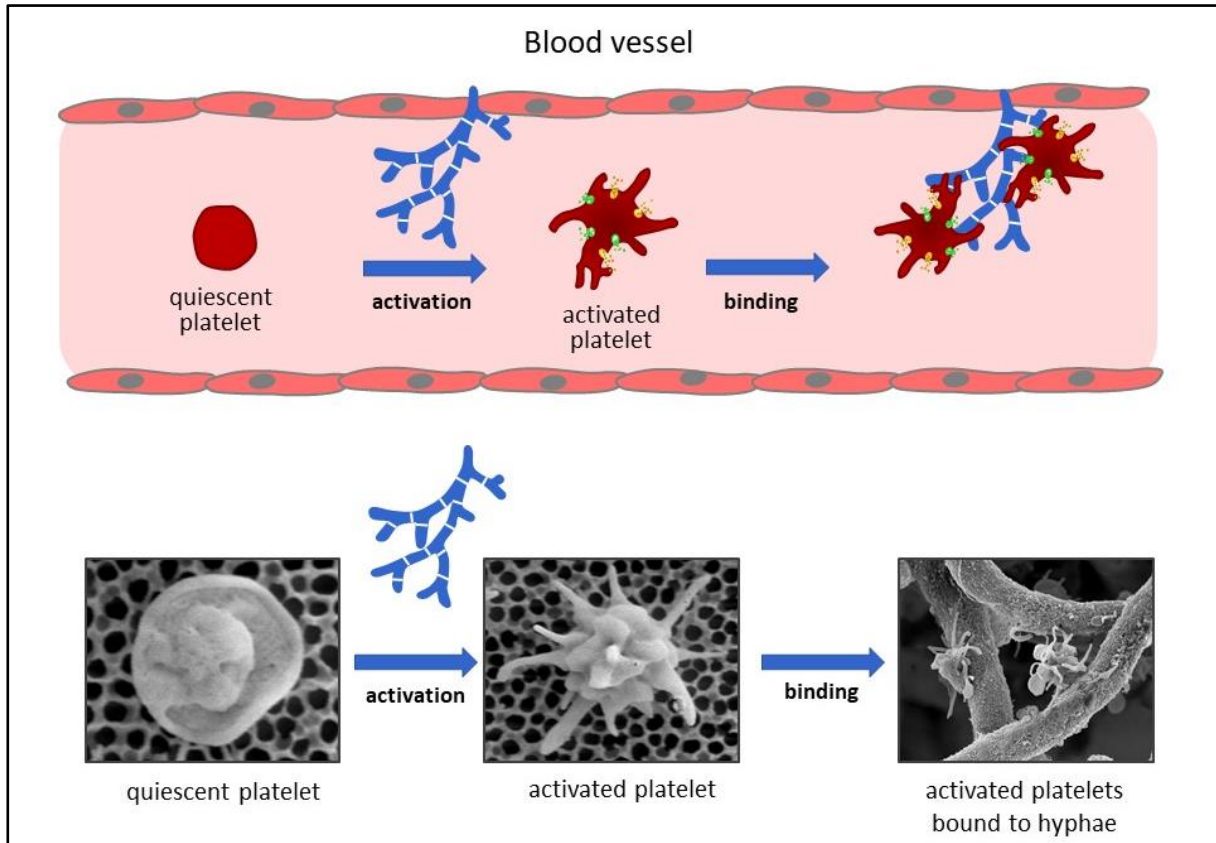 Blood vessel
quiescent
platelet
activation
activated
platelet
binding
activation
binding
quiescent platelet
activated platelet
activated platelets
bound to hyphae